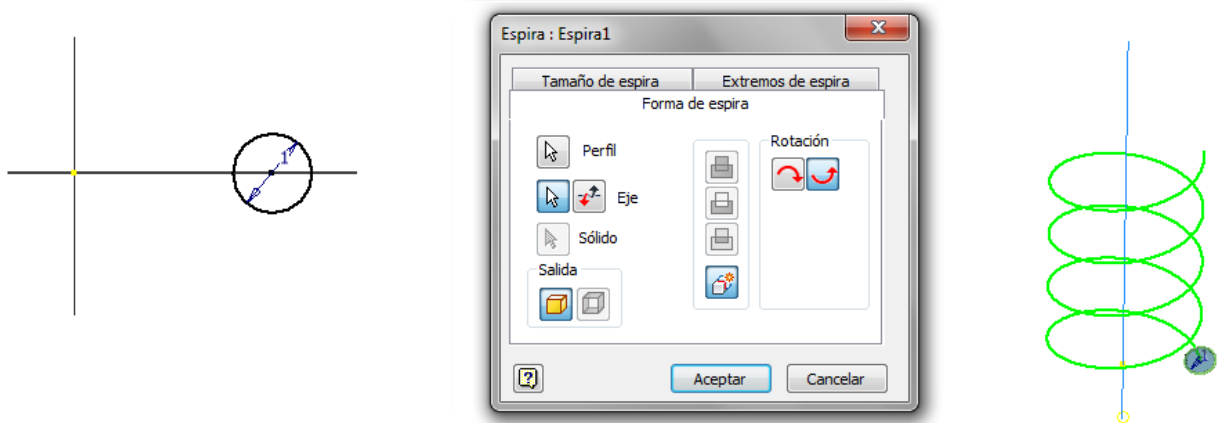 1
Espira : Espira1
x
Tamaño de espira
Extremos de espira
Forma de espira
Perfil
Rotación
Eje
Sólido
Salida
?
Aceptar
Cancelar
1